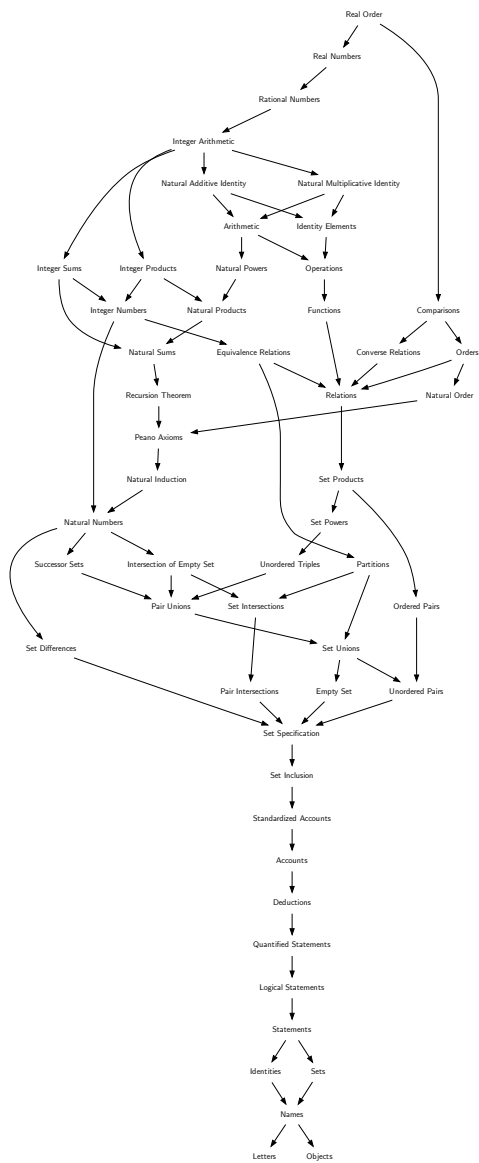 Real Order
Real Numbers
Rational Numbers
Integer Arithmetic
Natural Additive Identity
Natural Multiplicative Identity
Arithmetic
Identity Elements
Integer Sums
Integer Products
Natural Powers
Operations
Integer Numbers
Natural Products
Functions
Comparisons
Natural Sums
Equivalence Relations
Converse Relations
Orders
Recursion Theorem
Relations
Natural Order
Peano Axioms
Natural Induction
Set Products
Natural Numbers
Set Powers
Successor Sets
Intersection of Empty Set
Unordered Triples
Partitions
Pair Unions
Set Intersections
Ordered Pairs
Set Differences
Set Unions
Pair Intersections
Empty Set
Unordered Pairs
Set Specification
Set Inclusion
Standardized Accounts
Accounts
Deductions
Quantified Statements
Logical Statements
Statements
Identities
Sets
Names
Letters
Objects